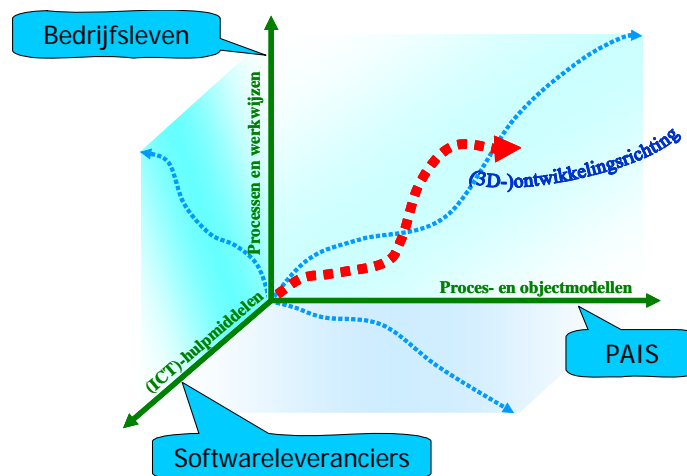 Bedrijfsleven
Processen en werkwijzen
(3D-)ontwikkelingsrichting
Proces- en objectmodellen
(ICT)-hulpmiddelen
PAIS
Softwareleveranciers